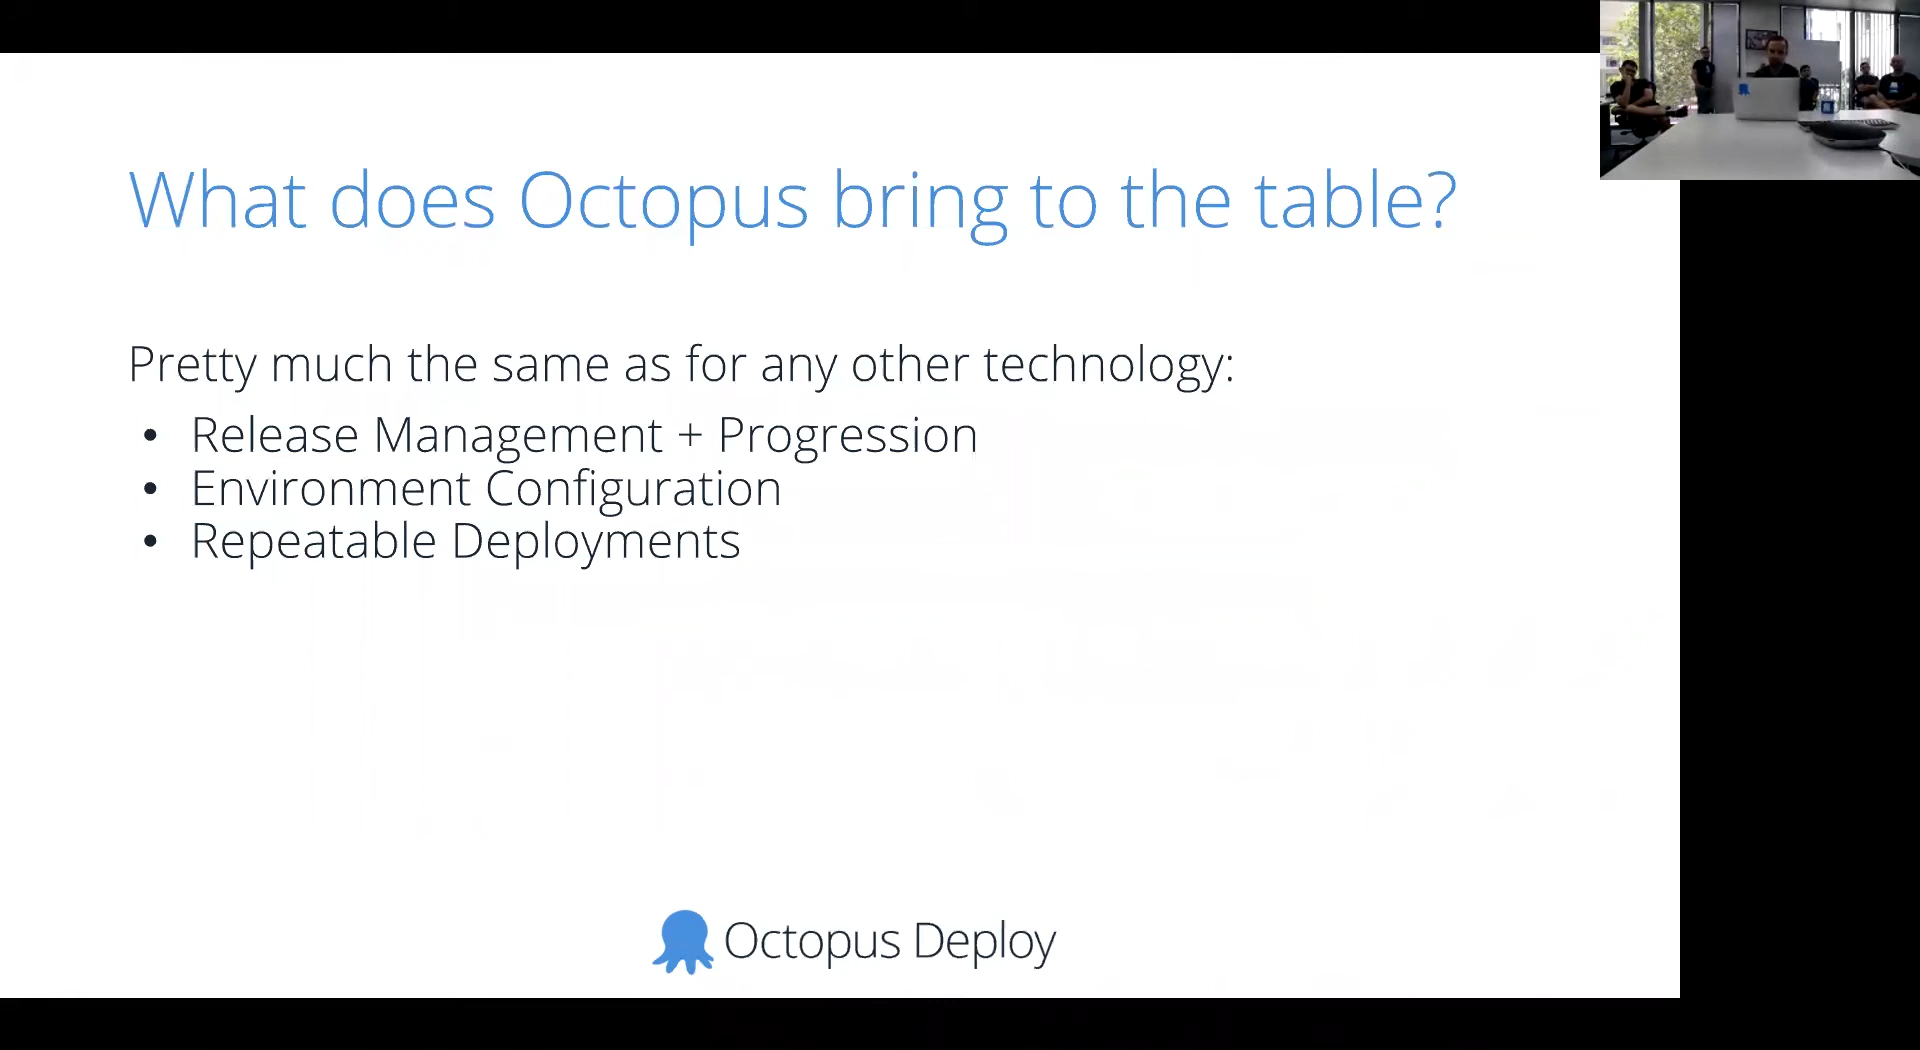 What does Octopus bring to the table?
Pretty much the same as for any other technology:
• Release Management + Progression
• Environment Configuration
• Repeatable Deployments
Octopus Deploy